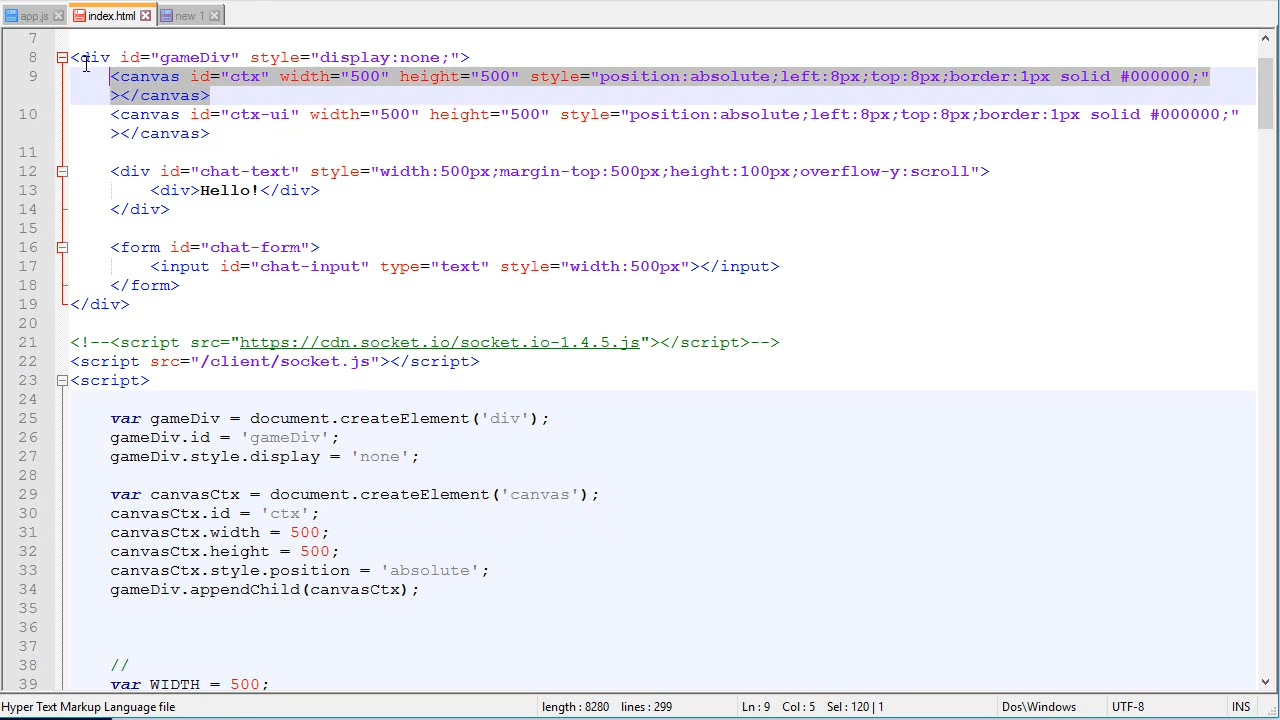 app.js index.html new 1
7
8 <div id="gameDiv" style="display:none;">
9 <canvas id="ctx" width="500" height="500" style="position:absolute;left:8px;top:8px;border:1px solid #000000;"
></canvas>
10 <canvas id="ctx-ui" width="500" height="500" style="position:absolute;left:8px;top:8px;border:1px solid #000000;"
></canvas>
11
12 <div id="chat-text" style="width:500px;margin-top:500px;height:100px;overflow-y:scroll">
13 <div>Hello!</div>
14 </div>
15
16 <form id="chat-form">
17 <input id="chat-input" type="text" style="width:500px"></input>
18 </form>
19 </div>
20
21 <!--<script src="https://cdn.socket.io/socket.io-1.4.5.js"></script>-->
22 <script src="/client/socket.js"></script>
23 <script>
24
25 var gameDiv = document.createElement('div');
26 gameDiv.id = 'gameDiv';
27 gameDiv.style.display = 'none';
28
29 var canvasCtx = document.createElement('canvas');
30 canvasCtx.id = 'ctx';
31 canvasCtx.width = 500;
32 canvasCtx.height = 500;
33 canvasCtx.style.position = 'absolute';
34 gameDiv.appendChild(canvasCtx);
35
36
37
38 //
39 var WIDTH = 500;
Hyper Text Markup Language file length : 8280 lines : 299 Ln : 9 Col : 5 Sel : 120 | 1 Dos\Windows UTF-8 INS